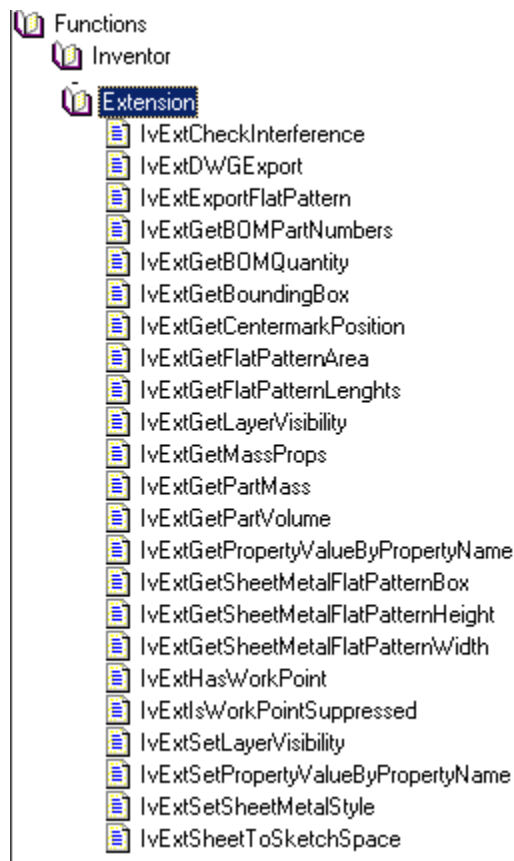 Functions
Inventor
Extension
IvExtCheckInterference
IvExtDWGExport
IvExtExportFlatPattern
IvExtGetBOMPartNumbers
IvExtGetBOMQuantity
IvExtGetBoundingBox
IvExtGetCentermarkPosition
IvExtGetFlatPatternArea
IvExtGetFlatPatternLenghts
IvExtGetLayerVisibility
IvExtGetMassProps
IvExtGetPartMass
IvExtGetPartVolume
IvExtGetPropertyValueByPropertyName
IvExtGetSheetMetalFlatPatternBox
IvExtGetSheetMetalFlatPatternHeight
IvExtGetSheetMetalFlatPatternWidth
IvExtHasWorkPoint
IvExtIsWorkPointSuppressed
IvExtSetLayerVisibility
IvExtSetPropertyValueByPropertyName
IvExtSetSheetMetalStyle
IvExtSheetToSketchSpace